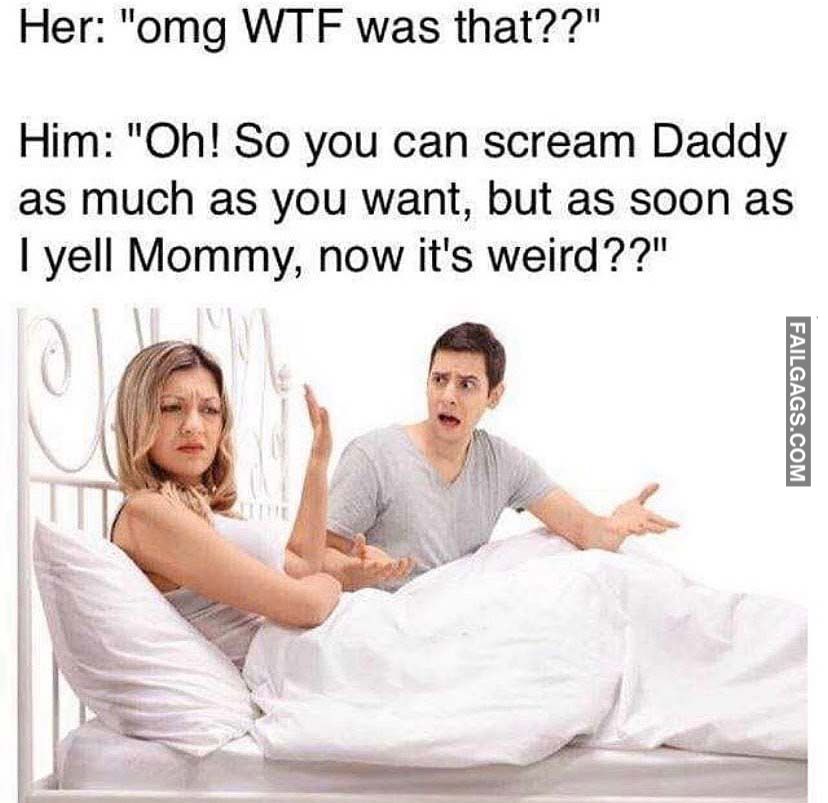 Her: "omg WTF was that??"
Him: "Oh! So you can scream Daddy
as much as you want, but as soon as
I yell Mommy, now it's weird??"
FAILGAGS.COM